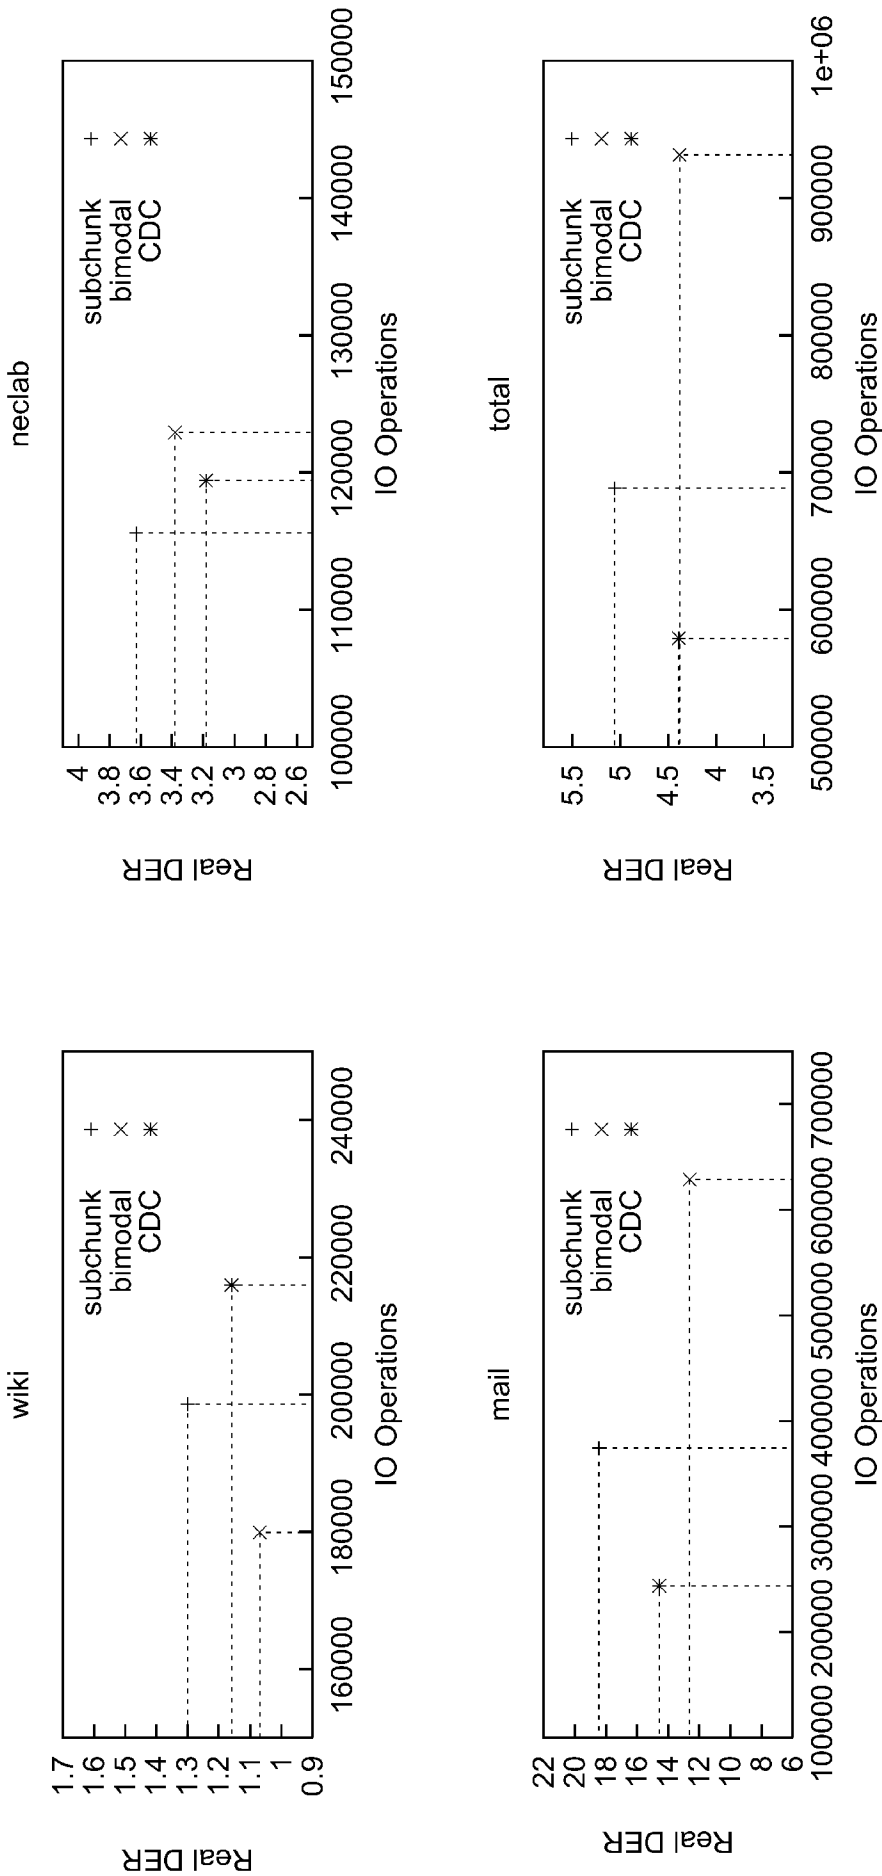 wiki
1.7
1.6
1.5
1.4
1.3
1.2
1.1
1
0.9
Real DER
subchunk
bimodal
CDC
160000 180000 200000 220000 240000
IO Operations
neclab
4
3.8
3.6
3.4
3.2
3
2.8
2.6
Real DER
subchunk
bimodal
CDC
100000 110000 120000 130000 140000 150000
IO Operations
mail
22
20
18
16
14
12
10
8
6
Real DER
subchunk
bimodal
CDC
100000 200000 300000 400000 500000 600000 700000
IO Operations
total
5.5
5
4.5
4
3.5
Real DER
subchunk
bimodal
CDC
500000 600000 700000 800000 900000 1e+06
IO Operations